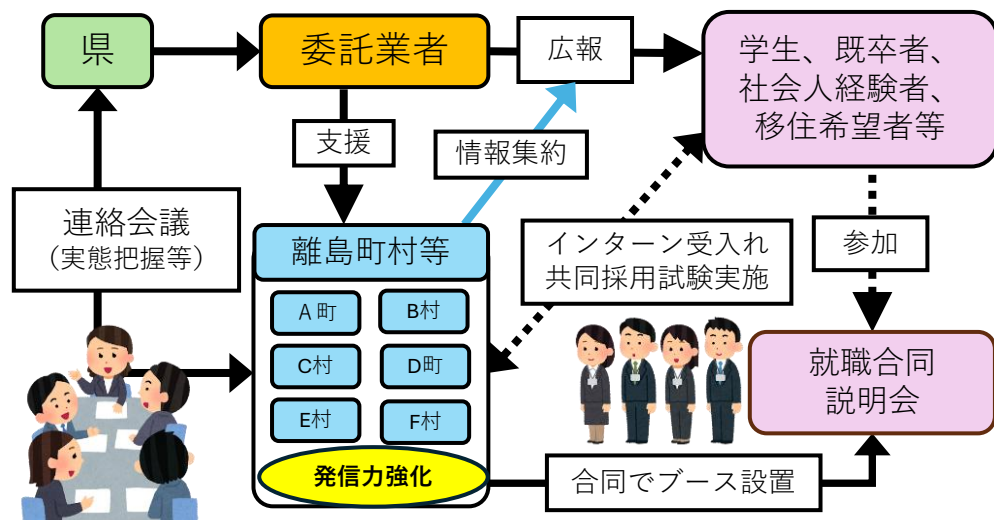 県
委託業者
広報
学生、既卒者、
社会人経験者、
移住希望者等
支援
情報集約
連絡会議
（実態把握等）
離島町村等
インターン受入れ
共同採用試験実施
参加
A町
B村
C村
D町
E村
F村
発信力強化
就職合同
説明会
合同でブース設置